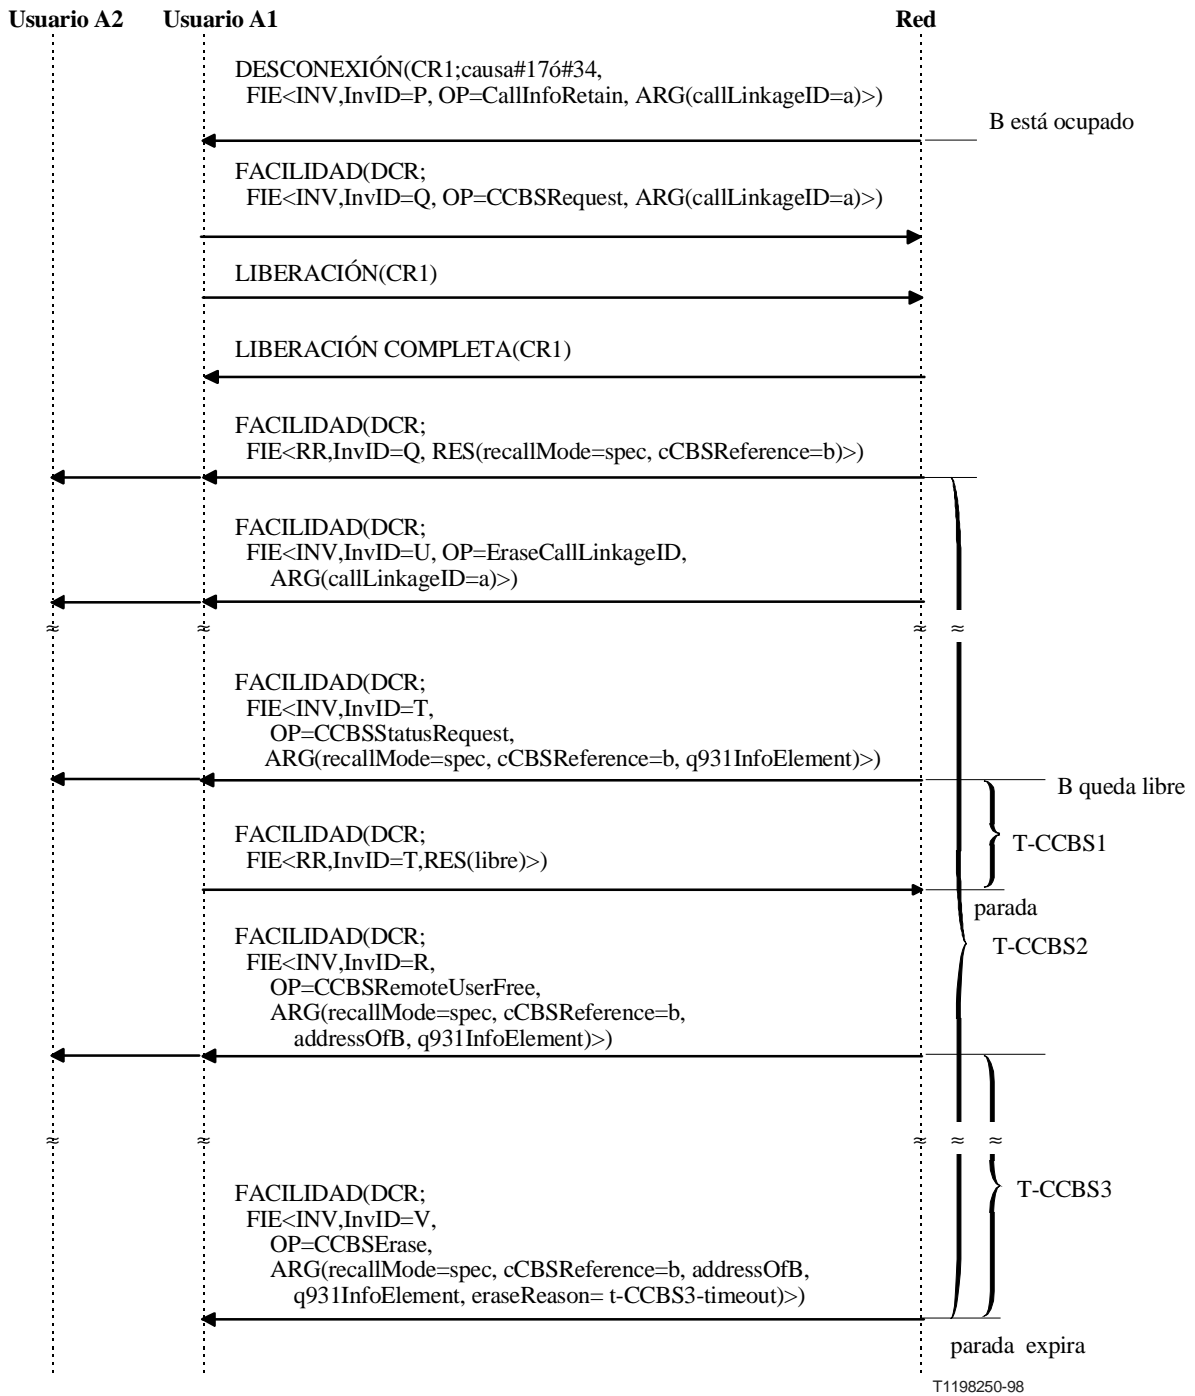 Usuario A2 Usuario A1 Red
DESCONEXIÓN(CR1;causa#17ó#34,
FIE<INV,InvID=P, OP=CallInfoRetain, ARG(callLinkageID=a)>)
B está ocupado
FACILIDAD(DCR;
FIE<INV,InvID=Q, OP=CCBSRequest, ARG(callLinkageID=a)>)
LIBERACIÓN(CR1)
LIBERACIÓN COMPLETA(CR1)
FACILIDAD(DCR;
FIE<RR,InvID=Q, RES(recallMode=spec, cCBSReference=b)>)
FACILIDAD(DCR;
FIE<INV,InvID=U, OP=EraseCallLinkageID,
ARG(callLinkageID=a)>)
≈ ≈ ≈ ≈
FACILIDAD(DCR;
FIE<INV,InvID=T,
OP=CCBSStatusRequest,
ARG(recallMode=spec, cCBSReference=b, q931InfoElement)>)
B queda libre
FACILIDAD(DCR;
FIE<RR,InvID=T,RES(libre)>)
T-CCBS1
parada
T-CCBS2
FACILIDAD(DCR;
FIE<INV,InvID=R,
OP=CCBSRemoteUserFree,
ARG(recallMode=spec, cCBSReference=b,
addressOfB, q931InfoElement)>)
≈ ≈ ≈ ≈ ≈
FACILIDAD(DCR;
FIE<INV,InvID=V,
OP=CCBSErase,
ARG(recallMode=spec, cCBSReference=b, addressOfB,
q931InfoElement, eraseReason= t-CCBS3-timeout)>)
T-CCBS3
parada expira
T1198250-98